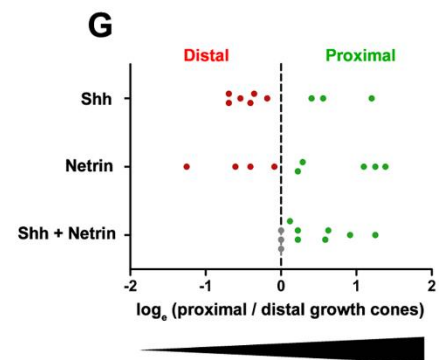 G
Distal Proximal
Shh
Netrin
Shh + Netrin
-2 -1 0 1 2
logₑ (proximal / distal growth cones)